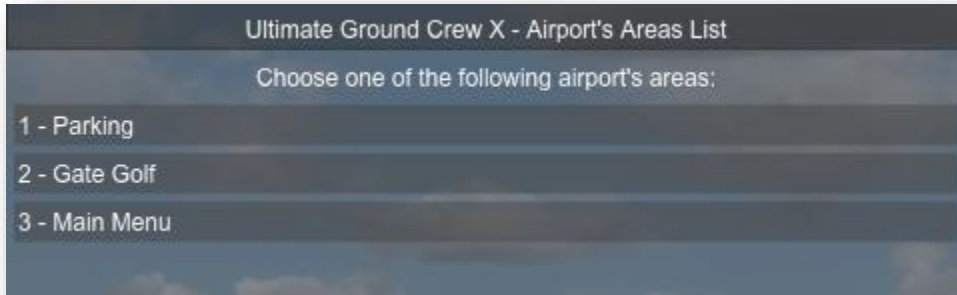 Ultimate Ground Crew X - Airport's Areas List
Choose one of the following airport's areas:
1 - Parking
2 - Gate Golf
3 - Main Menu